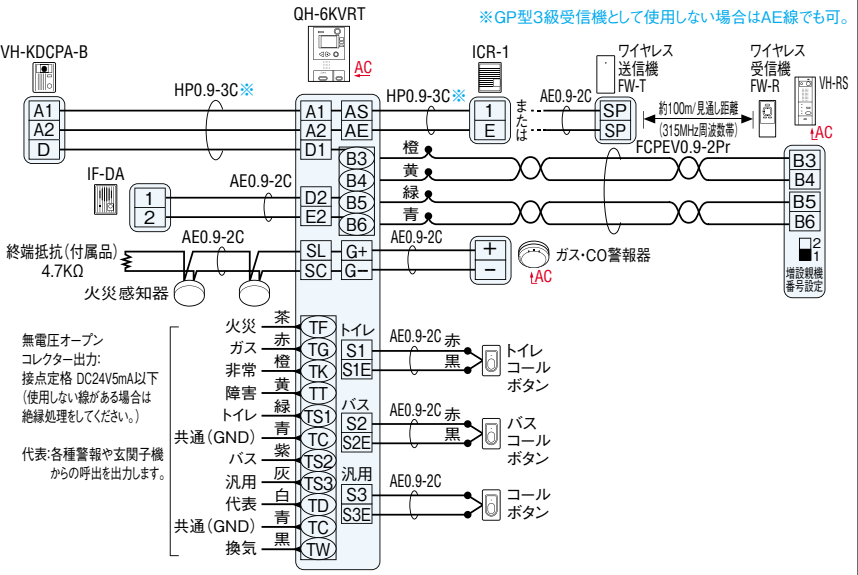 QH-6KVRT
※GP型3級受信機として使用しない場合はAE線でも可。
VH-KDCPA-B
AC
ICR-1
ワイヤレス
送信機
FW-T
ワイヤレス
受信機
FW-R
VH-RS
AC
HP0.9-3C※
HP0.9-3C※
または
AE0.9-2C
約100m/見通し距離
(315MHz周波数帯)
A1
A2
D
A1
A2
D1
AS
AE
1
E
SP
SP
FCPEV0.9-2Pr
橙
黄
緑
青
B3
B4
B5
B6
B3
B4
B5
B6
2
1
増設親機
番号設定
IF-DA
1
2
AE0.9-2C
D2
E2
終端抵抗(付属品)
4.7KΩ
AE0.9-2C
火災感知器
SL
SC
G+
G−
AE0.9-2C
+
−
ガス・CO警報器
AC
無電圧オープン
コレクター出力:
接点定格 DC24V5mA以下
(使用しない線がある場合は
絶縁処理をしてください。)
代表:各種警報や玄関子機
からの呼出を出力します。
火災 茶 TF
ガス 赤 TG
非常 橙 TK
障害 黄 TT
トイレ 緑 TS1
共通(GND) 青 TC
バス 紫 TS2
汎用 灰 TS3
代表 白 TD
共通(GND) 青 TC
換気 黒 TW
トイレ
S1
S1E
AE0.9-2C
赤
黒
トイレ
コール
ボタン
バス
S2
S2E
AE0.9-2C
赤
黒
バス
コール
ボタン
汎用
S3
S3E
AE0.9-2C
コール
ボタン